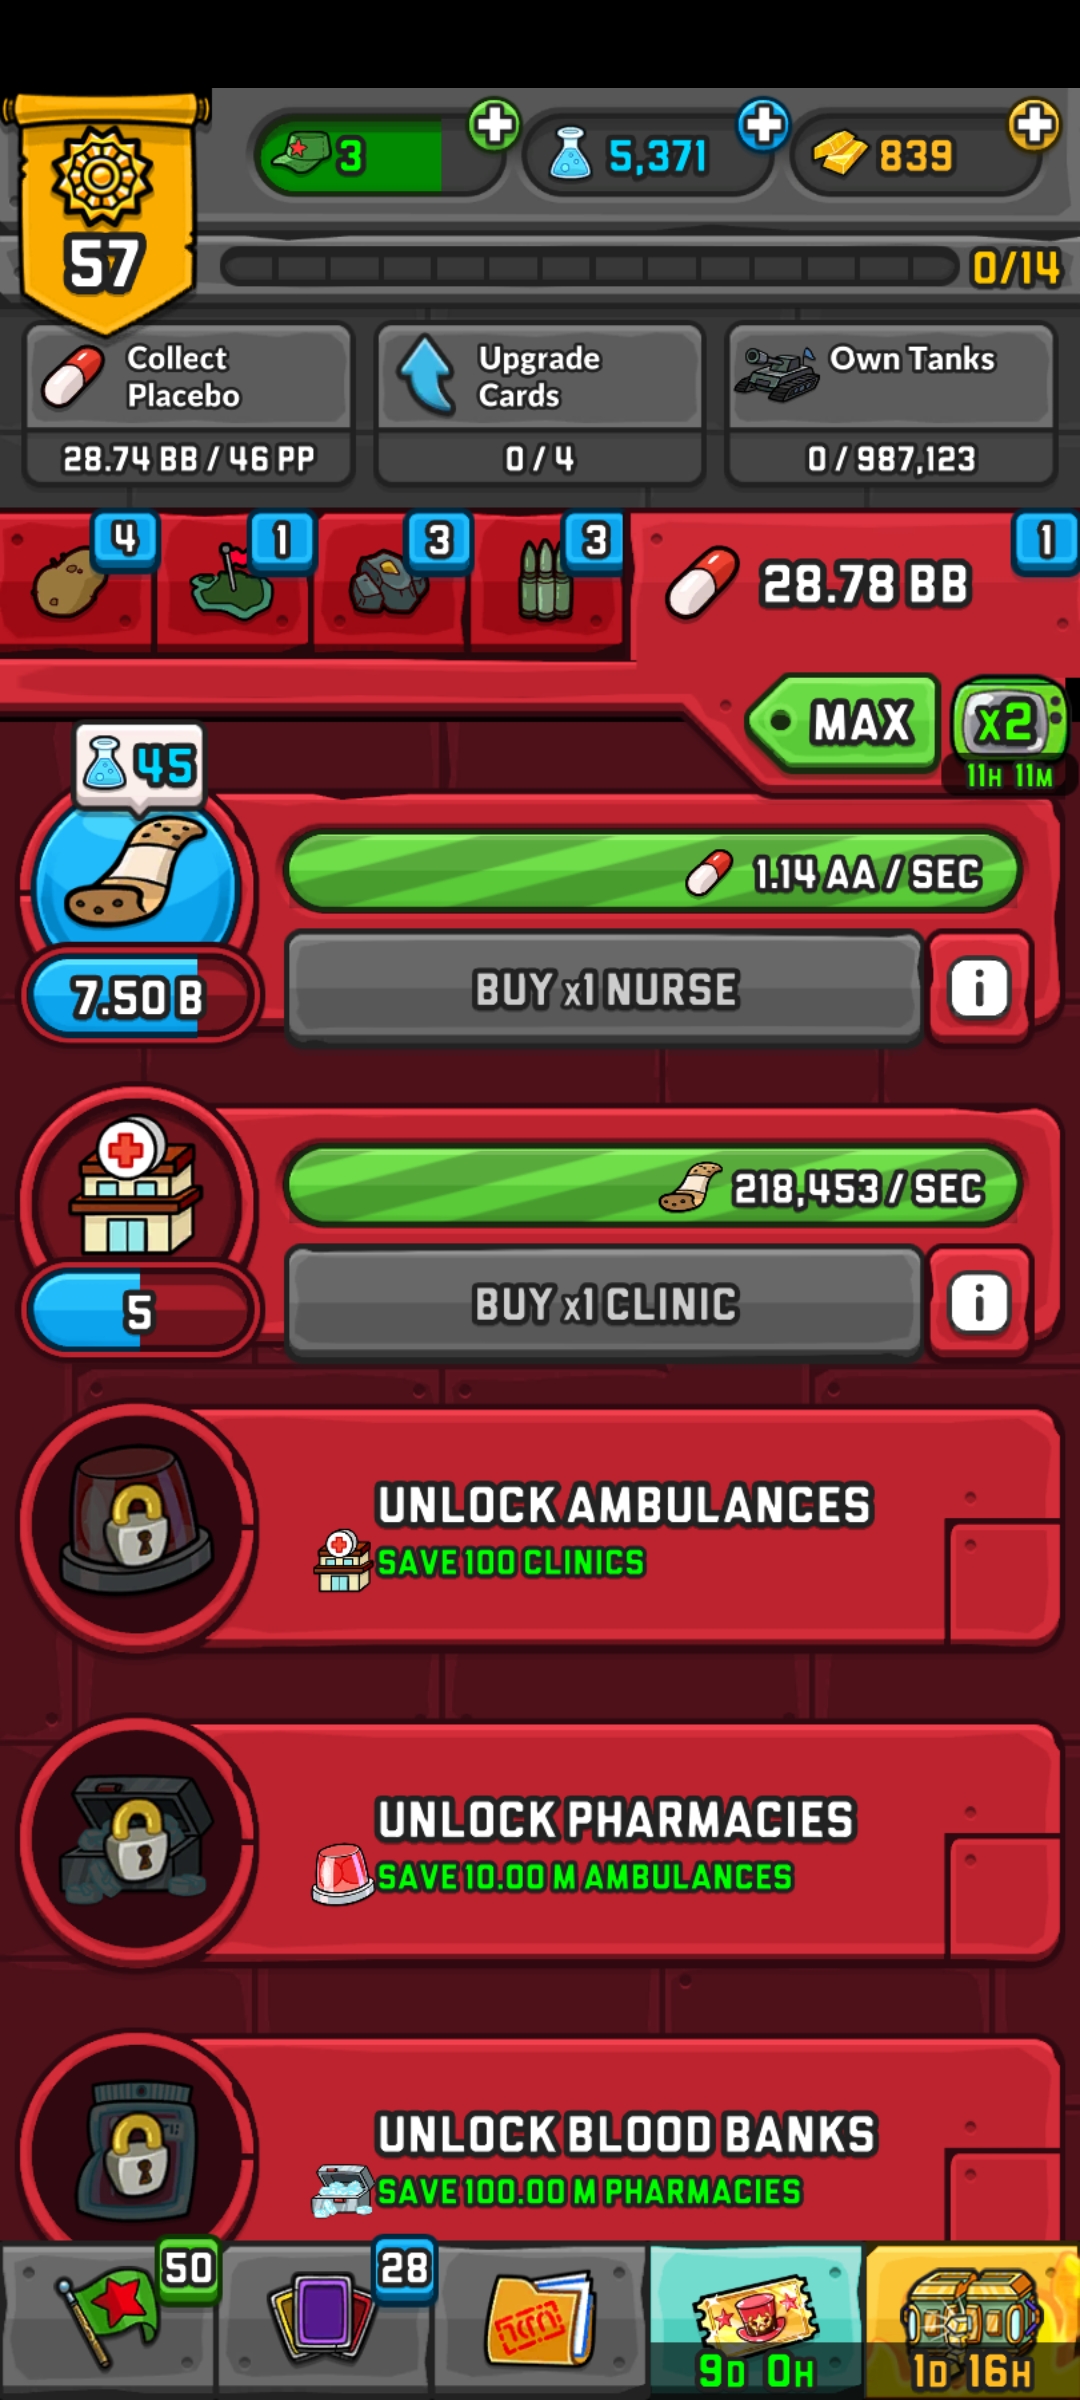 3
5,371
839
57
0/14
Collect
Placebo
28.74 BB / 46 PP
Upgrade
Cards
0 / 4
Own Tanks
0 / 987,123
4
1
3
3
28.78 BB
1
MAX
x2
11H 11M
45
1.14 AA / SEC
7.50 B
BUY x1 NURSE
i
218,453 / SEC
5
BUY x1 CLINIC
i
UNLOCK AMBULANCES
SAVE 100 CLINICS
UNLOCK PHARMACIES
SAVE 10.00 M AMBULANCES
UNLOCK BLOOD BANKS
SAVE 100.00 M PHARMACIES
50
28
9D 0H
1D 16H